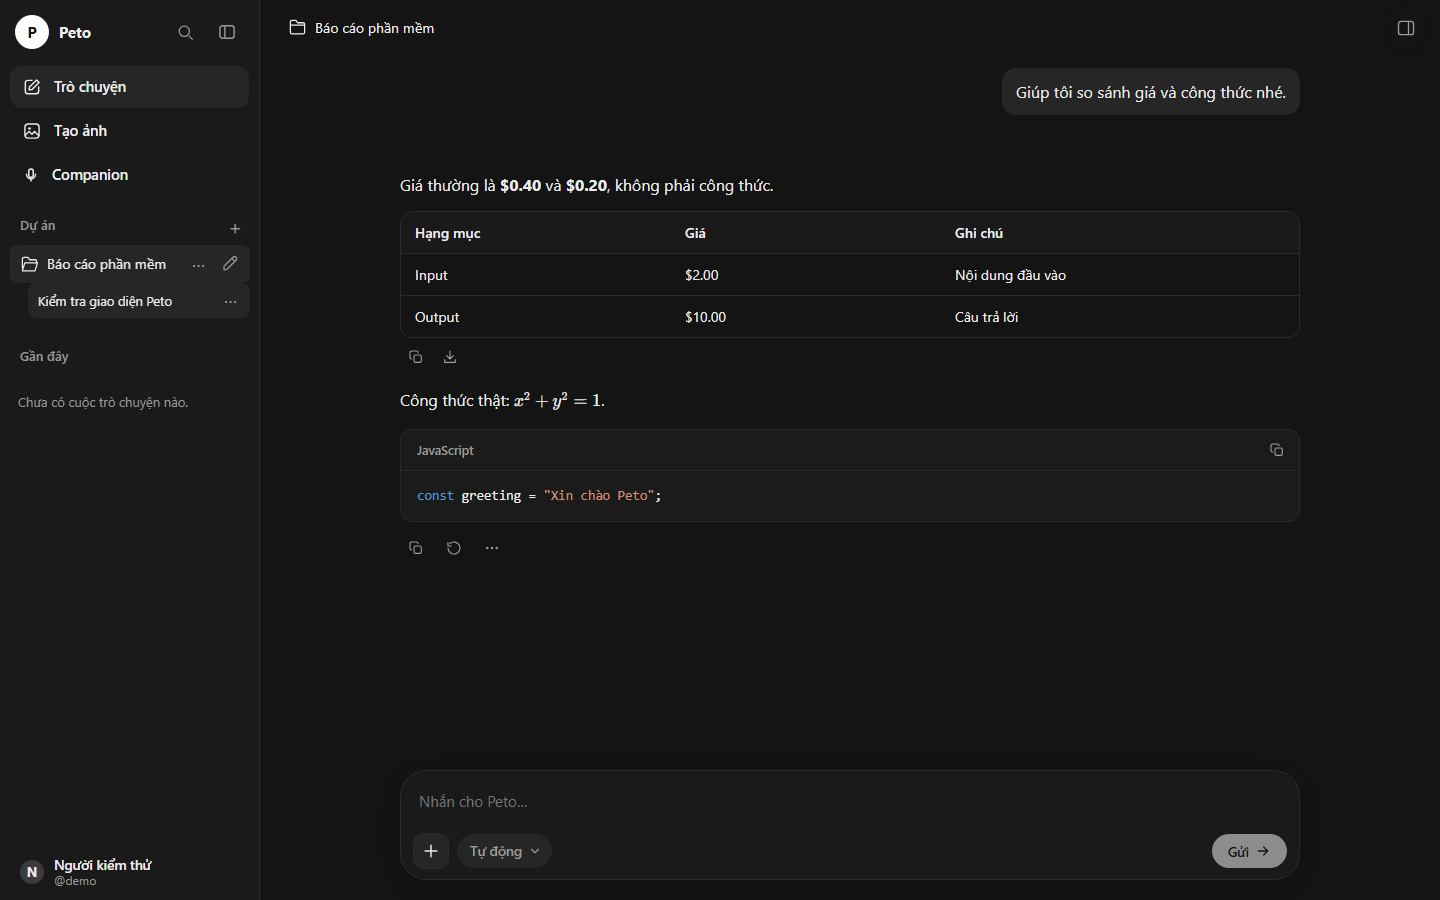 P Peto
Trò chuyện
Tạo ảnh
Companion
Dự án
Báo cáo phần mềm
Kiểm tra giao diện Peto
Gần đây
Chưa có cuộc trò chuyện nào.
N Người kiểm thử
@demo
Báo cáo phần mềm
Giúp tôi so sánh giá và công thức nhé.
Giá thường là $0.40 và $0.20, không phải công thức.
Hạng mục Giá Ghi chú
Input $2.00 Nội dung đầu vào
Output $10.00 Câu trả lời
Công thức thật: x² + y² = 1.
JavaScript
const greeting = "Xin chào Peto";
Nhắn cho Peto...
Tự động
Gửi